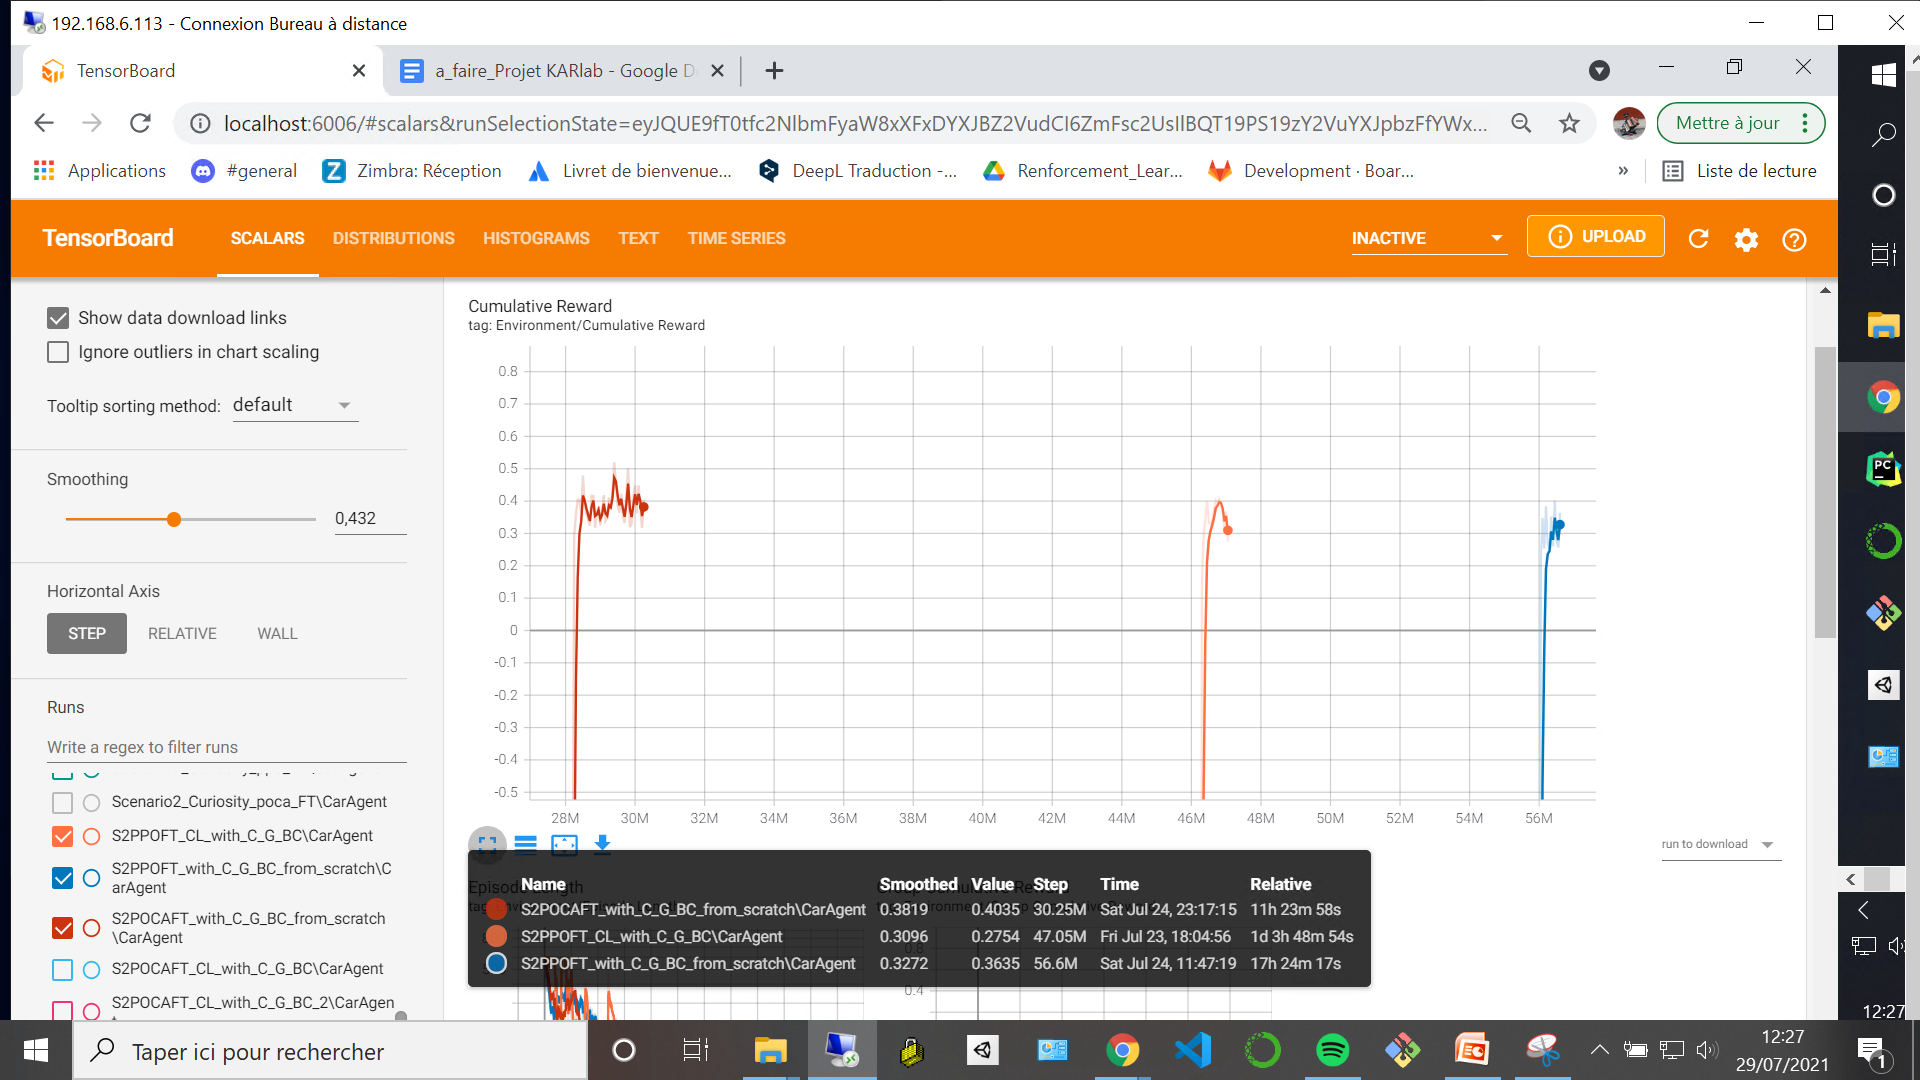 192.168.6.113 - Connexion Bureau à distance
TensorBoard
a_faire_Projet KARlab - Google D
localhost:6006/#scalars&runSelectionState=eyJQUE9fT0tfc2NlbmFyaW8xXFxDYXJBZ2VudCI6ZmFsc2UsIlBQT19PS19zY2VuYXJpbzFfYWx...
Mettre à jour
Applications
#general
Zimbra: Réception
Livret de bienvenue...
DeepL Traduction -...
Renforcement_Lear...
Development · Boar...
»
Liste de lecture
TensorBoard
SCALARS
DISTRIBUTIONS
HISTOGRAMS
TEXT
TIME SERIES
INACTIVE
UPLOAD
Show data download links
Ignore outliers in chart scaling
Tooltip sorting method: default
Smoothing
0,432
Horizontal Axis
STEP
RELATIVE
WALL
Runs
Write a regex to filter runs
Scenario2_Curiosity_poca_FT\CarAgent
S2PPOFT_CL_with_C_G_BC\CarAgent
S2PPOFT_with_C_G_BC_from_scratch\C
arAgent
S2POCAFT_with_C_G_BC_from_scratch
\CarAgent
S2POCAFT_CL_with_C_G_BC\CarAgent
S2POCAFT_CL_with_C_G_BC_2\CarAgen
Cumulative Reward
tag: Environment/Cumulative Reward
0.8
0.7
0.6
0.5
0.4
0.3
0.2
0.1
0
-0.1
-0.2
-0.3
-0.4
-0.5
28M 30M 32M 34M 36M 38M 40M 42M 44M 46M 48M 50M 52M 54M 56M
run to download
Episode Length
Name Smoothed Value Step Time Relative
S2POCAFT_with_C_G_BC_from_scratch\CarAgent 0.3819 0.4035 30.25M Sat Jul 24, 23:17:15 11h 23m 58s
S2PPOFT_CL_with_C_G_BC\CarAgent 0.3096 0.2754 47.05M Fri Jul 23, 18:04:56 1d 3h 48m 54s
S2PPOFT_with_C_G_BC_from_scratch\CarAgent 0.3272 0.3635 56.6M Sat Jul 24, 11:47:19 17h 24m 17s
0.4
12:27
Taper ici pour rechercher
12:27
29/07/2021
1